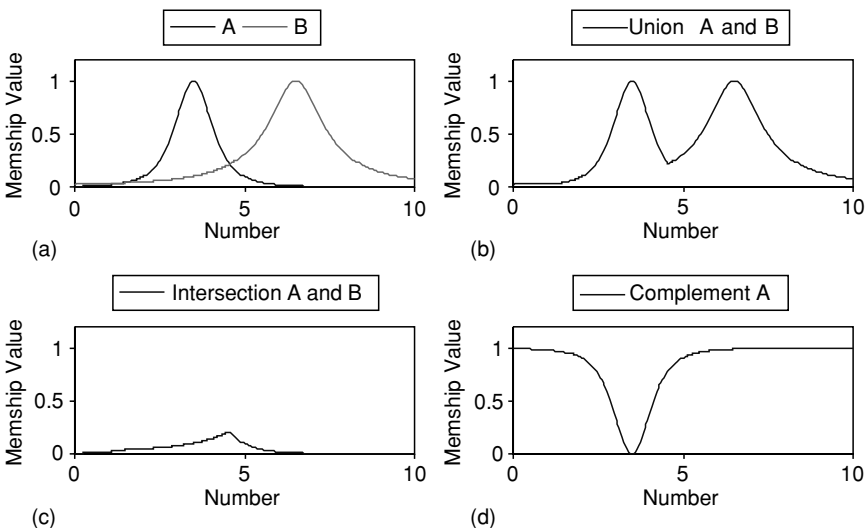 A B
Memship Value
1
0.5
0
0 5 10
Number
(a)
Union A and B
Memship Value
1
0.5
0
0 5 10
Number
(b)
Intersection A and B
Memship Value
1
0.5
0
0 5 10
Number
(c)
Complement A
Memship Value
1
0.5
0
0 5 10
Number
(d)